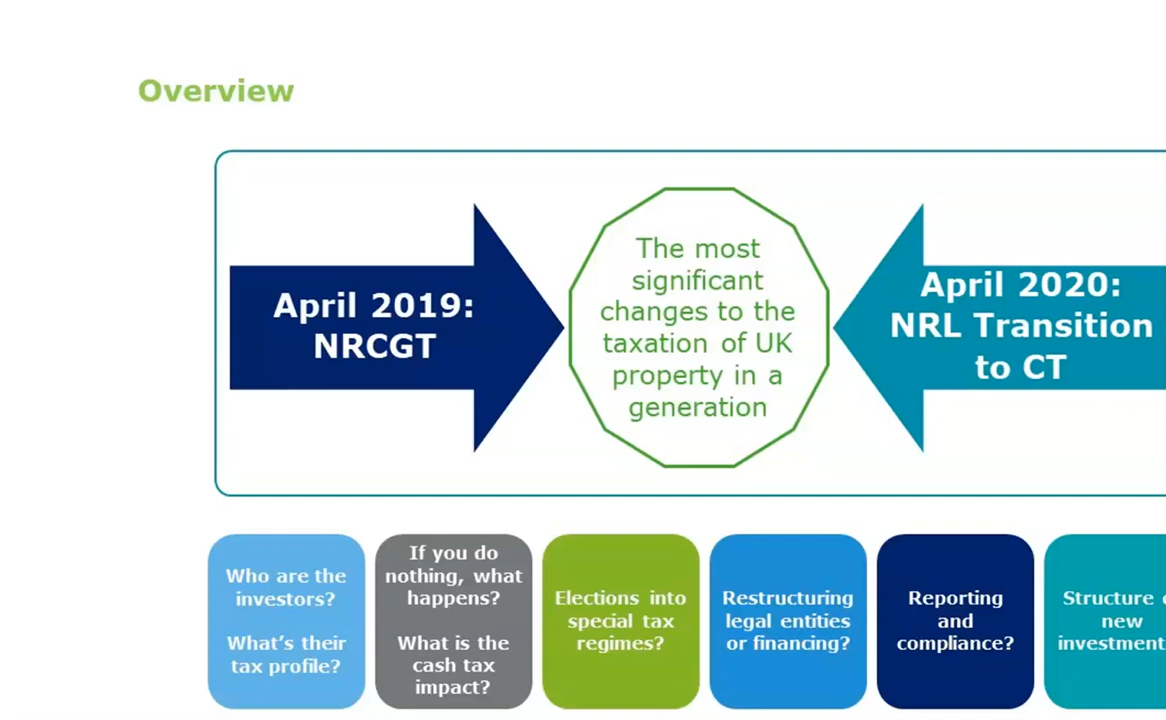 Overview
April 2019:
NRCGT
The most
significant
changes to the
taxation of UK
property in a
generation
April 2020:
NRL Transition
to CT
Who are the
investors?
What's their
tax profile?
If you do
nothing, what
happens?
What is the
cash tax
impact?
Elections into
special tax
regimes?
Restructuring
legal entities
or financing?
Reporting
and
compliance?
Structure
new